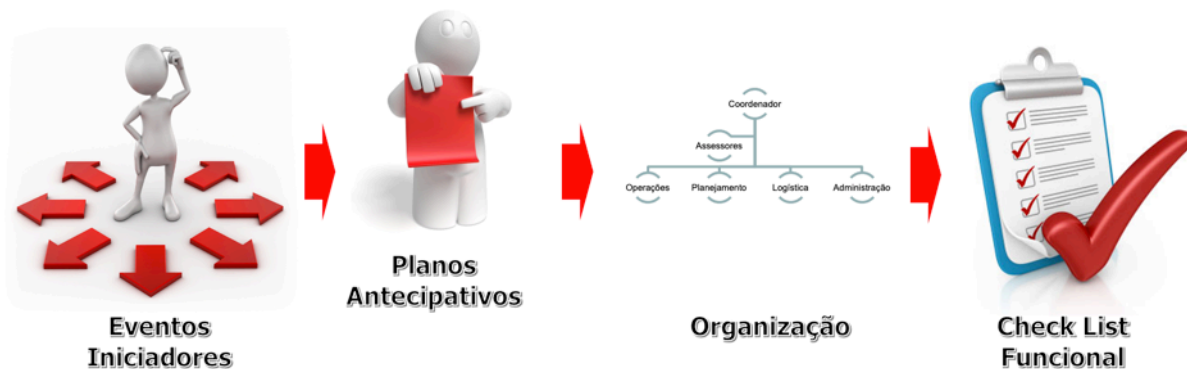 Eventos
Iniciadores
Planos
Antecipativos
Coordenador
Assessores
Operações
Planejamento
Logística
Administração
Organização
Check List
Funcional